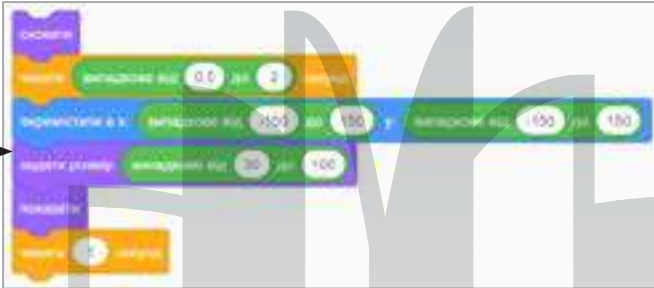 сховати
чекати випадкове від 0.5 до 2 секунд
перемістити в x: випадкове від до 150 y: випадкове від -150 до 150
задати розмір випадкове від 30 до 100
показати
чекати секунд